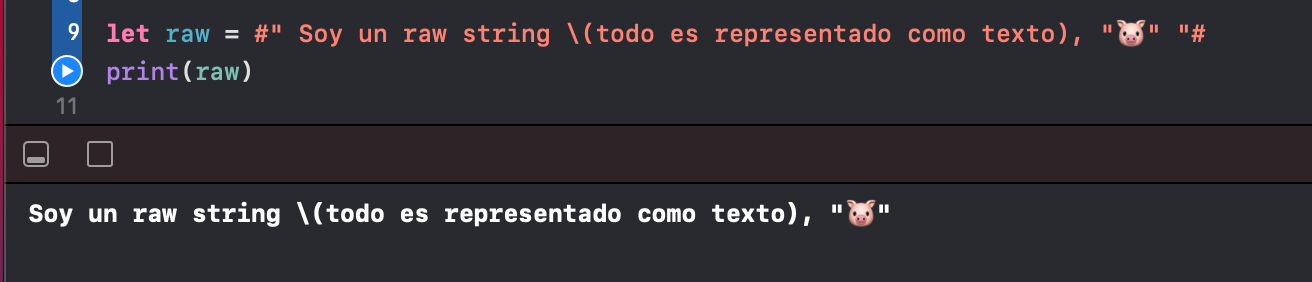 9 let raw = #" Soy un raw string \(todo es representado como texto), "🐷" "#
print(raw)
11
Soy un raw string \(todo es representado como texto), "🐷"